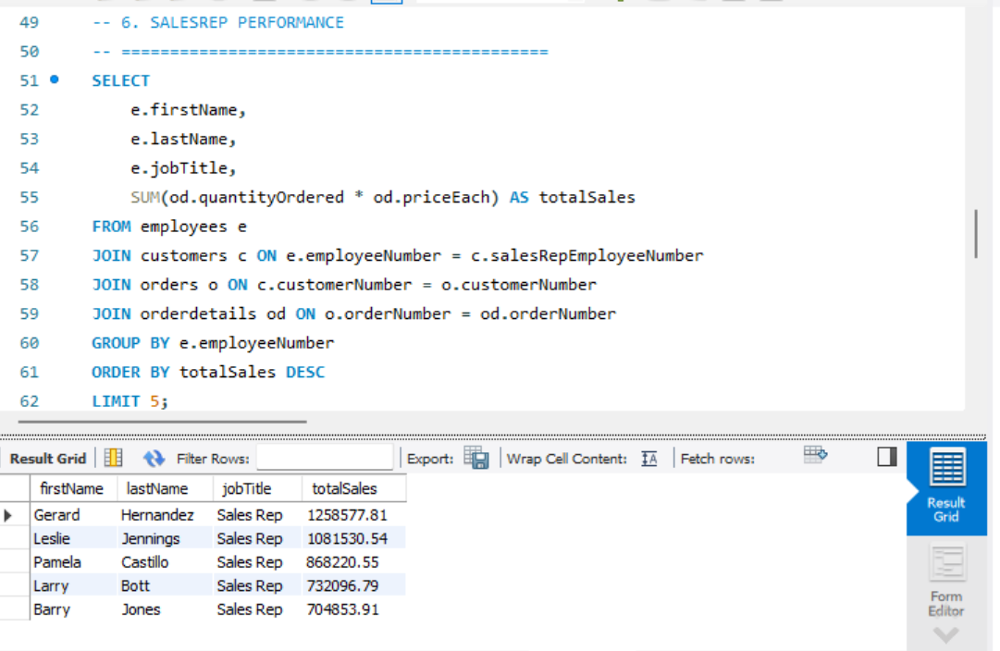 49 -- 6. SALESREP PERFORMANCE
50 -- ============================================
51 SELECT
52 e.firstName,
53 e.lastName,
54 e.jobTitle,
55 SUM(od.quantityOrdered * od.priceEach) AS totalSales
56 FROM employees e
57 JOIN customers c ON e.employeeNumber = c.salesRepEmployeeNumber
58 JOIN orders o ON c.customerNumber = o.customerNumber
59 JOIN orderdetails od ON o.orderNumber = od.orderNumber
60 GROUP BY e.employeeNumber
61 ORDER BY totalSales DESC
62 LIMIT 5;
Result Grid Filter Rows: Export: Wrap Cell Content: IA Fetch rows:
firstName lastName jobTitle totalSales
Gerard Hernandez Sales Rep 1258577.81
Leslie Jennings Sales Rep 1081530.54
Pamela Castillo Sales Rep 868220.55
Larry Bott Sales Rep 732096.79
Barry Jones Sales Rep 704853.91
Result
Grid
Form
Editor